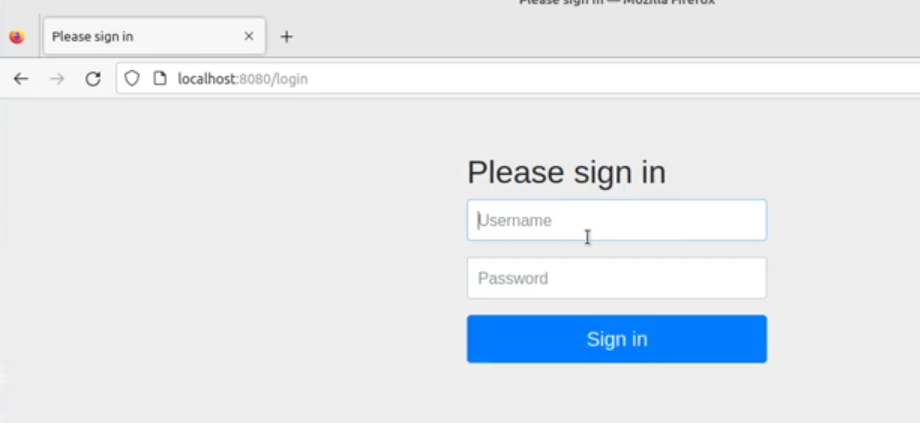 Please sign in — Mozilla Firefox
Please sign in
localhost:8080/login
Please sign in
Username
Password
Sign in